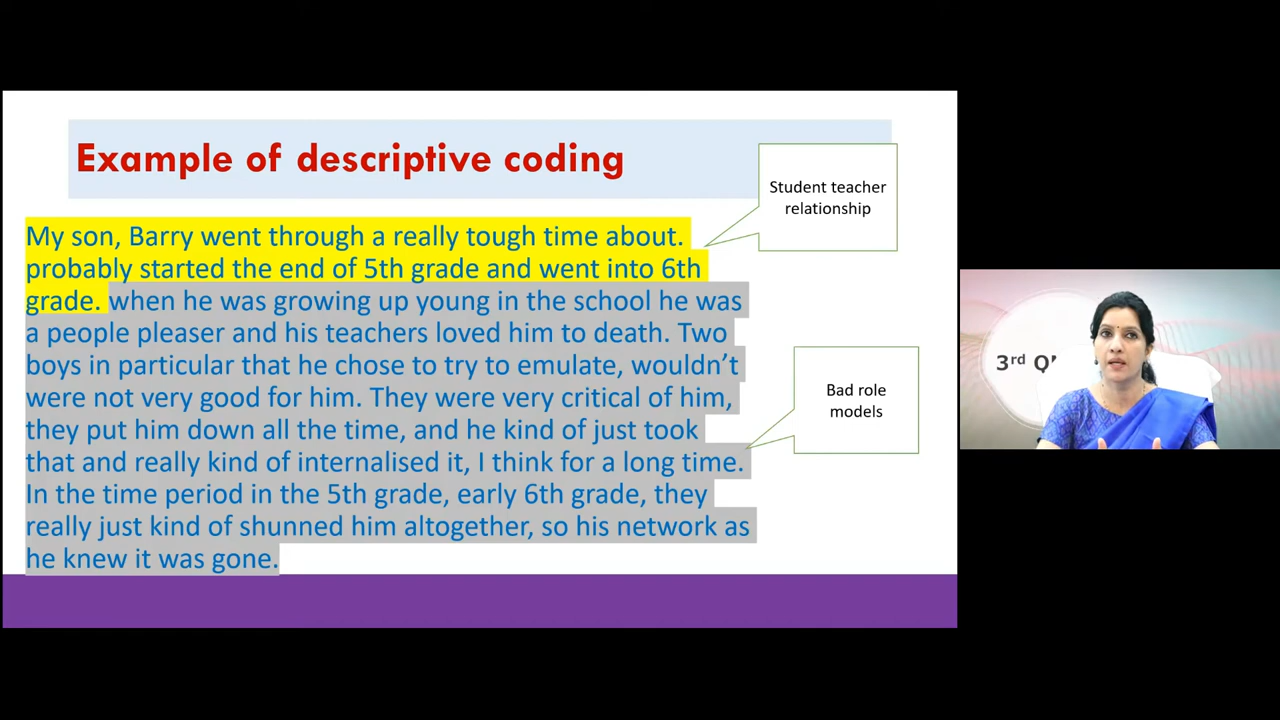 Example of descriptive coding
Student teacher
relationship
My son, Barry went through a really tough time about.
probably started the end of 5th grade and went into 6th
grade. when he was growing up young in the school he was
a people pleaser and his teachers loved him to death. Two
boys in particular that he chose to try to emulate, wouldn’t
were not very good for him. They were very critical of him,
they put him down all the time, and he kind of just took
that and really kind of internalised it, I think for a long time.
In the time period in the 5th grade, early 6th grade, they
really just kind of shunned him altogether, so his network as
he knew it was gone.
Bad role
models
3rd